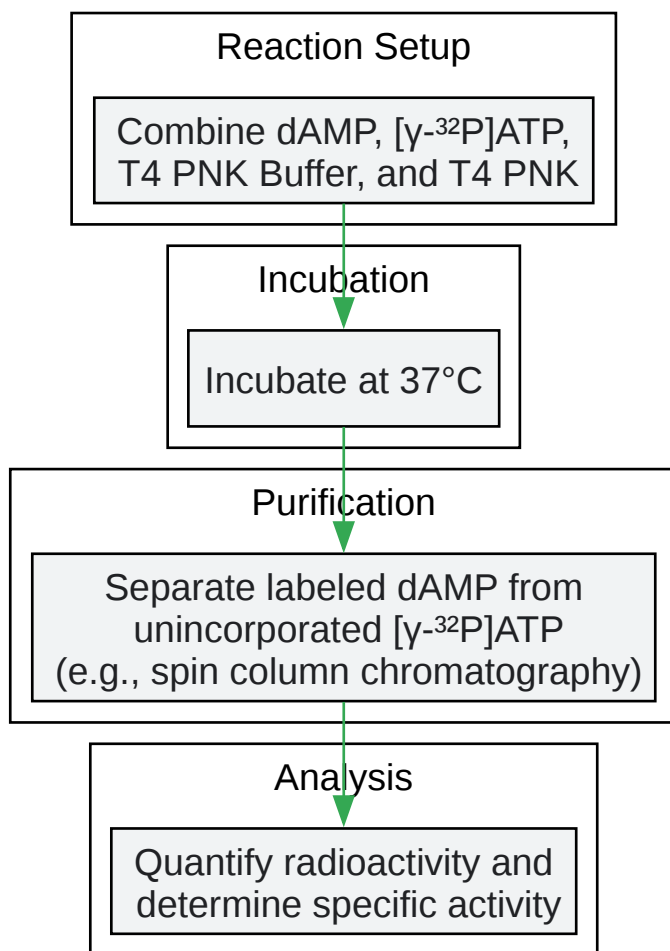 Reaction Setup
Combine dAMP, [γ-³²P]ATP,
T4 PNK Buffer, and T4 PNK
Incubation
Incubate at 37°C
Purification
Separate labeled dAMP from
unincorporated [γ-³²P]ATP
(e.g., spin column chromatography)
Analysis
Quantify radioactivity and
determine specific activity